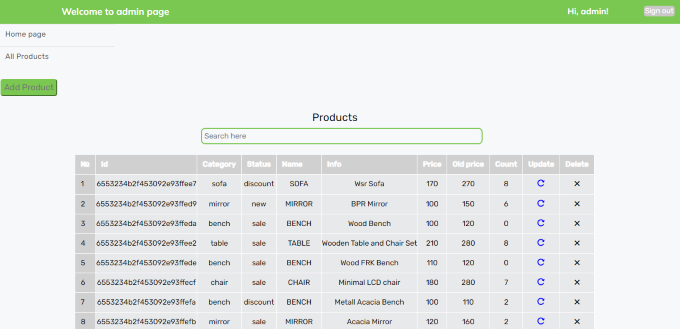 Welcome to admin page Hi, admin! Sign out
Home page
All Products
Add Product
Products
Search here
№ Id Category Status Name Info Price Old price Count Update Delete
1 6553234b2f453092e93ffee7 sofa discount SOFA Wsr Sofa 170 270 8
2 6553234b2f453092e93ffed9 mirror new MIRROR BPR Mirror 100 150 6
3 6553234b2f453092e93ffeda bench sale BENCH Wood Bench 100 120 0
4 6553234b2f453092e93ffee2 table sale TABLE Wooden Table and Chair Set 210 280 8
5 6553234b2f453092e93ffede bench sale BENCH Wood FRK Bench 110 120 0
6 6553234b2f453092e93ffecf chair sale CHAIR Minimal LCD chair 180 280 7
7 6553234b2f453092e93ffefa bench discount BENCH Metall Acacia Bench 100 110 2
8 6553234b2f453092e93ffefb mirror sale MIRROR Acacia Mirror 120 160 2